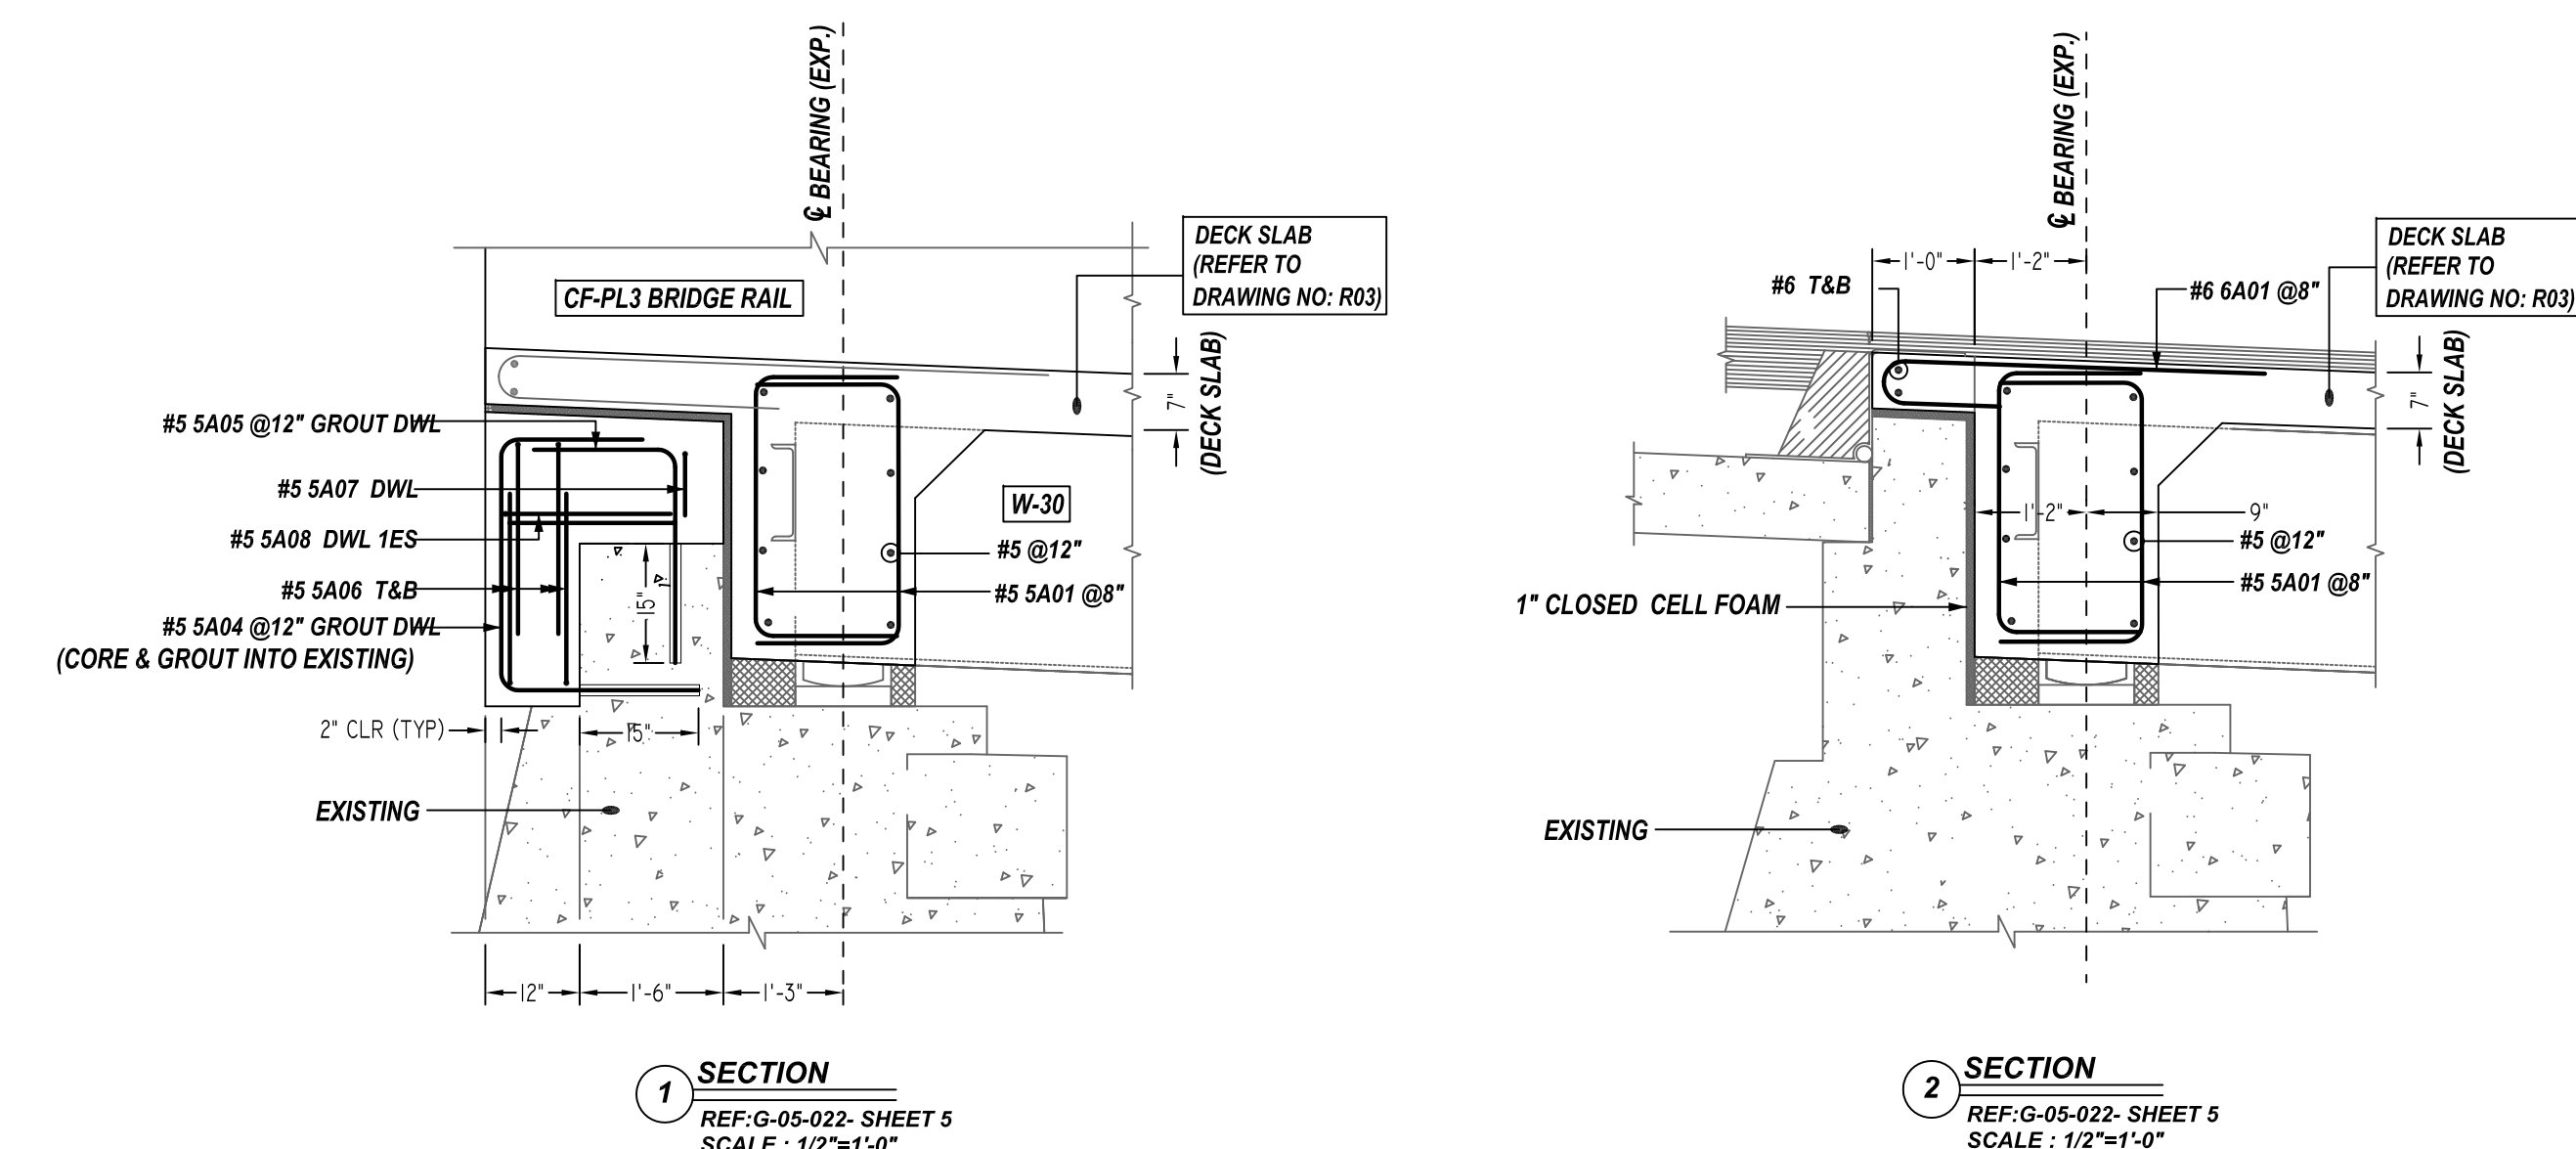 ℄ BEARING (EXP.)
CF-PL3 BRIDGE RAIL
DECK SLAB
(REFER TO
DRAWING NO: R03)
7"
(DECK SLAB)
#5 5A05 @12" GROUT DWL
#5 5A07 DWL
#5 5A08 DWL 1ES
#5 5A06 T&B
#5 5A04 @12" GROUT DWL
(CORE & GROUT INTO EXISTING)
15"
W-30
#5 @12"
#5 5A01 @8"
2" CLR (TYP)
15"
EXISTING
12"
1'-6"
1'-3"
1
SECTION
REF:G-05-022- SHEET 5
SCALE : 1/2"=1'-0"
℄ BEARING (EXP.)
1'-0"
1'-2"
#6 T&B
#6 6A01 @8"
DECK SLAB
(REFER TO
DRAWING NO: R03)
7"
(DECK SLAB)
1'-2"
9"
#5 @12"
#5 5A01 @8"
1" CLOSED CELL FOAM
EXISTING
2
SECTION
REF:G-05-022- SHEET 5
SCALE : 1/2"=1'-0"